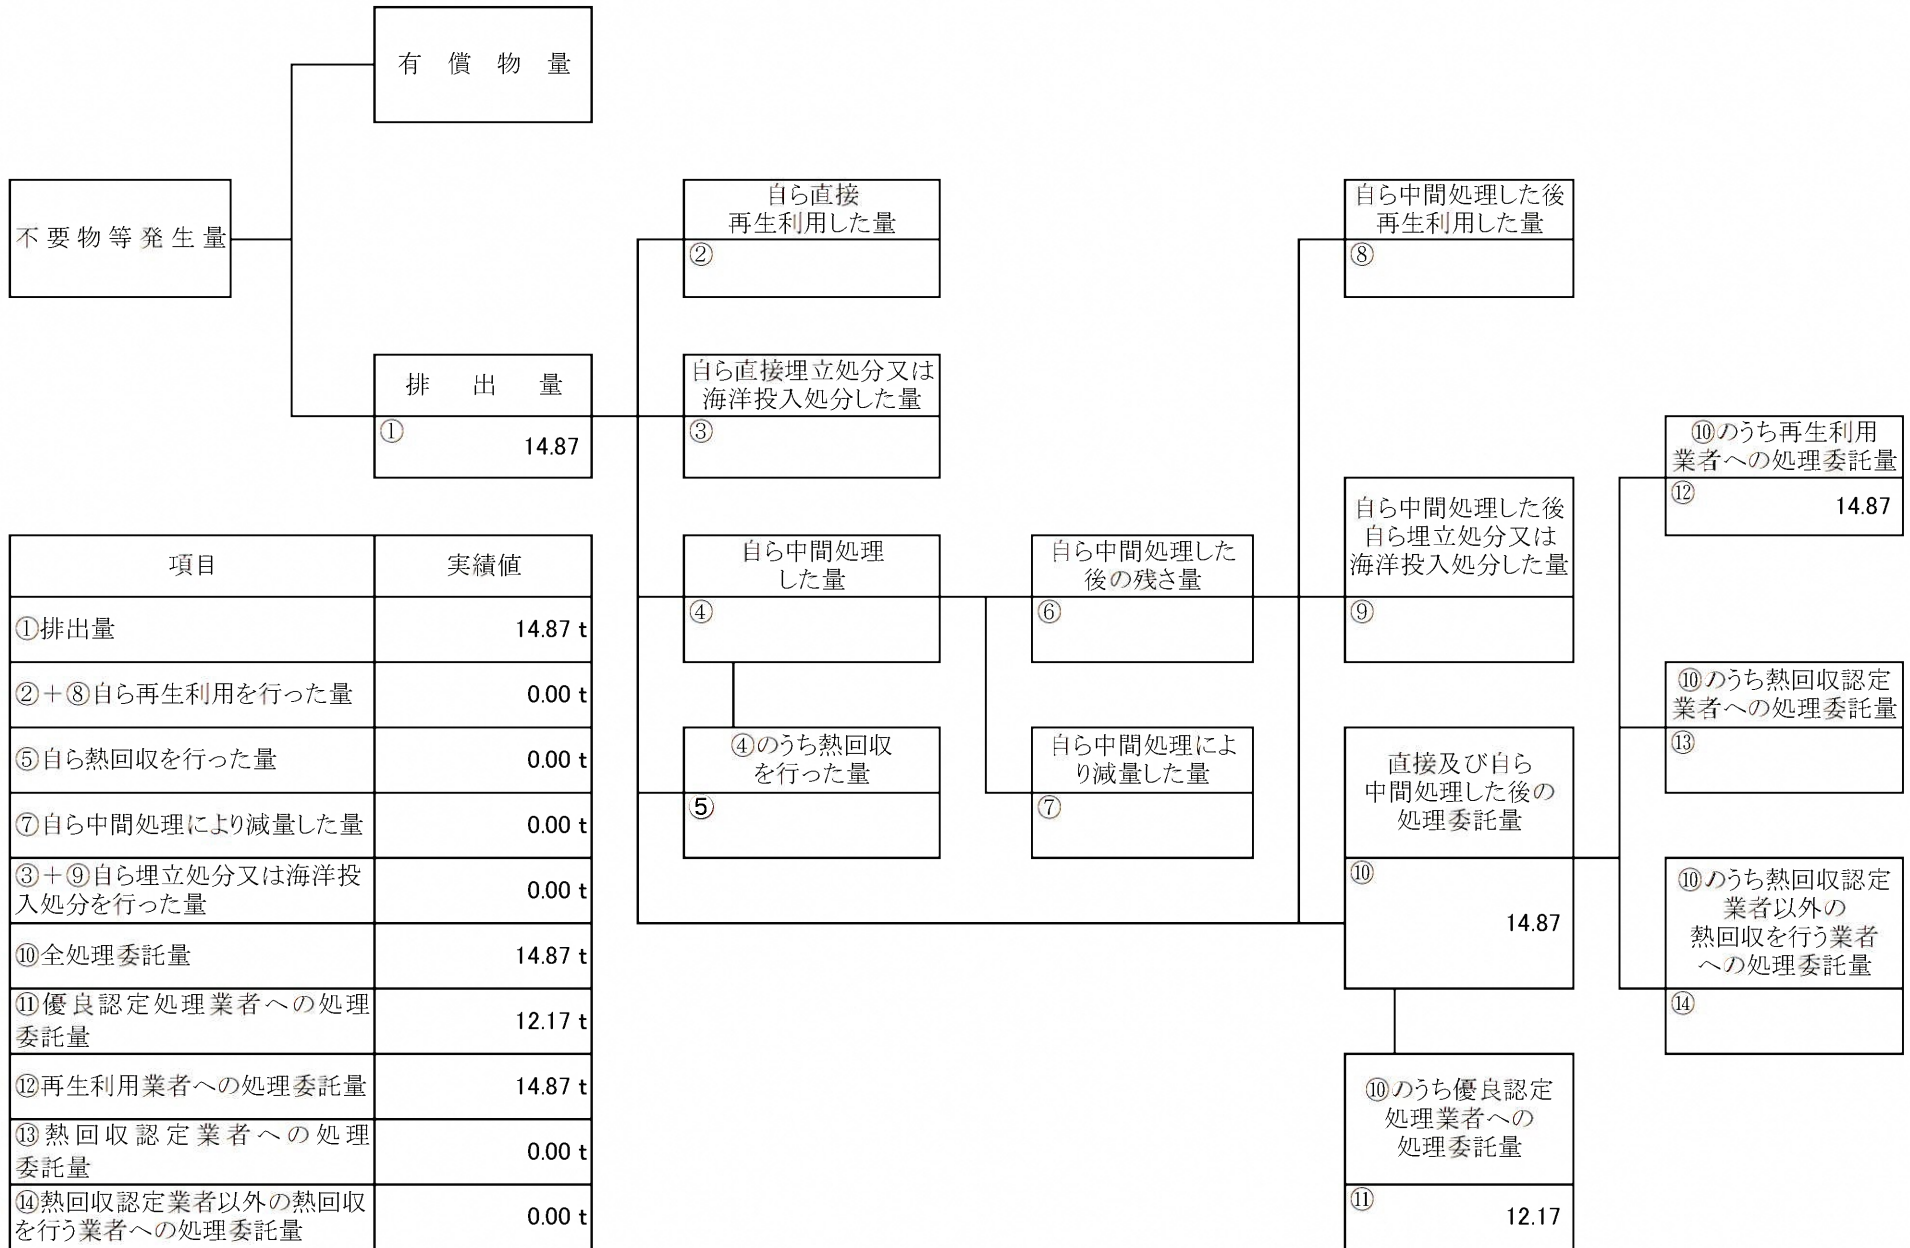 有償物量
不要物等発生量
自ら直接
再生利用した量
②
自ら中間処理した後
再生利用した量
⑧
排出量
①
14.87
自ら直接埋立処分又は
海洋投入処分した量
③
⑩のうち再生利用
業者への処理委託量
⑫
14.87
自ら中間処理
した量
④
自ら中間処理した
後の残さ量
⑥
自ら中間処理した後
自ら埋立処分又は
海洋投入処分した量
⑨
⑩のうち熱回収認定
業者への処理委託量
⑬
④のうち熱回収
を行った量
⑤
自ら中間処理によ
り減量した量
⑦
直接及び自ら
中間処理した後の
処理委託量
⑩
14.87
⑩のうち熱回収認定
業者以外の
熱回収を行う業者
への処理委託量
⑭
⑩のうち優良認定
処理業者への
処理委託量
⑪
12.17
項目 実績値
①排出量 14.87 t
②＋⑧自ら再生利用を行った量 0.00 t
⑤自ら熱回収を行った量 0.00 t
⑦自ら中間処理により減量した量 0.00 t
③＋⑨自ら埋立処分又は海洋投
入処分を行った量 0.00 t
⑩全処理委託量 14.87 t
⑪優良認定処理業者への処理
委託量 12.17 t
⑫再生利用業者への処理委託量 14.87 t
⑬熱回収認定業者への処理
委託量 0.00 t
⑭熱回収認定業者以外の熱回収
を行う業者への処理委託量 0.00 t